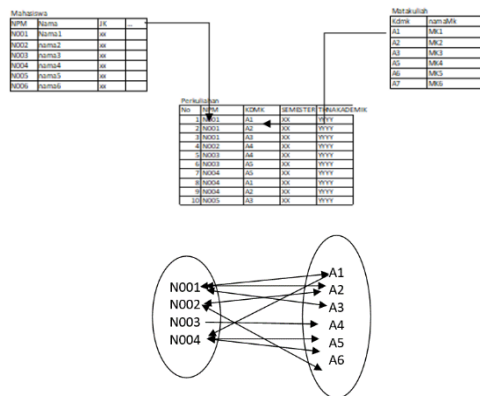 Mahasiswa
NPM Nama JK ...
N001 Nama1 xx
N002 nama2 xx
N003 nama3 xx
N004 nama4 xx
N005 nama5 xx
N006 nama6 xx
Matakuliah
Kdmk namaMk
A1 MK1
A2 MK2
A3 MK3
A5 MK4
A6 MK5
A7 MK6
Perkuliahan
No NPM KDMK SEMESTER THNAKADEMIK
1 N001 A1 XX YYYY
2 N001 A2 XX YYYY
3 N001 A3 XX YYYY
4 N002 A4 XX YYYY
5 N003 A4 XX YYYY
6 N003 A5 XX YYYY
7 N004 A5 XX YYYY
8 N004 A1 XX YYYY
9 N004 A2 XX YYYY
10 N005 A3 XX YYYY
N001
N002
N003
N004
A1
A2
A3
A4
A5
A6